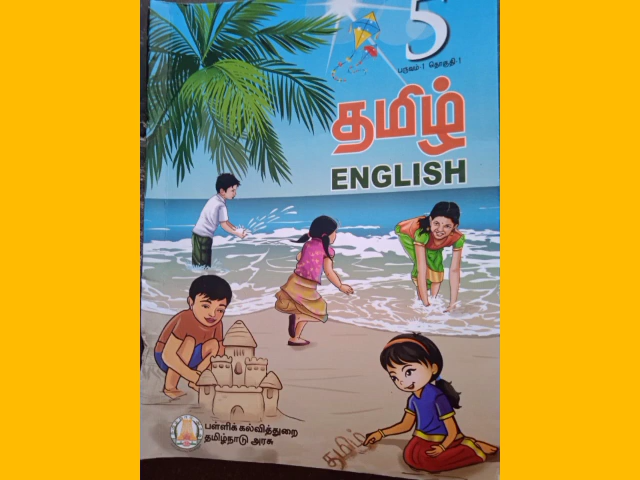 5
பருவம்-1 தொகுதி-1
தமிழ்
ENGLISH
தமிழ்
பள்ளிக் கல்வித்துறை
தமிழ்நாடு அரசு